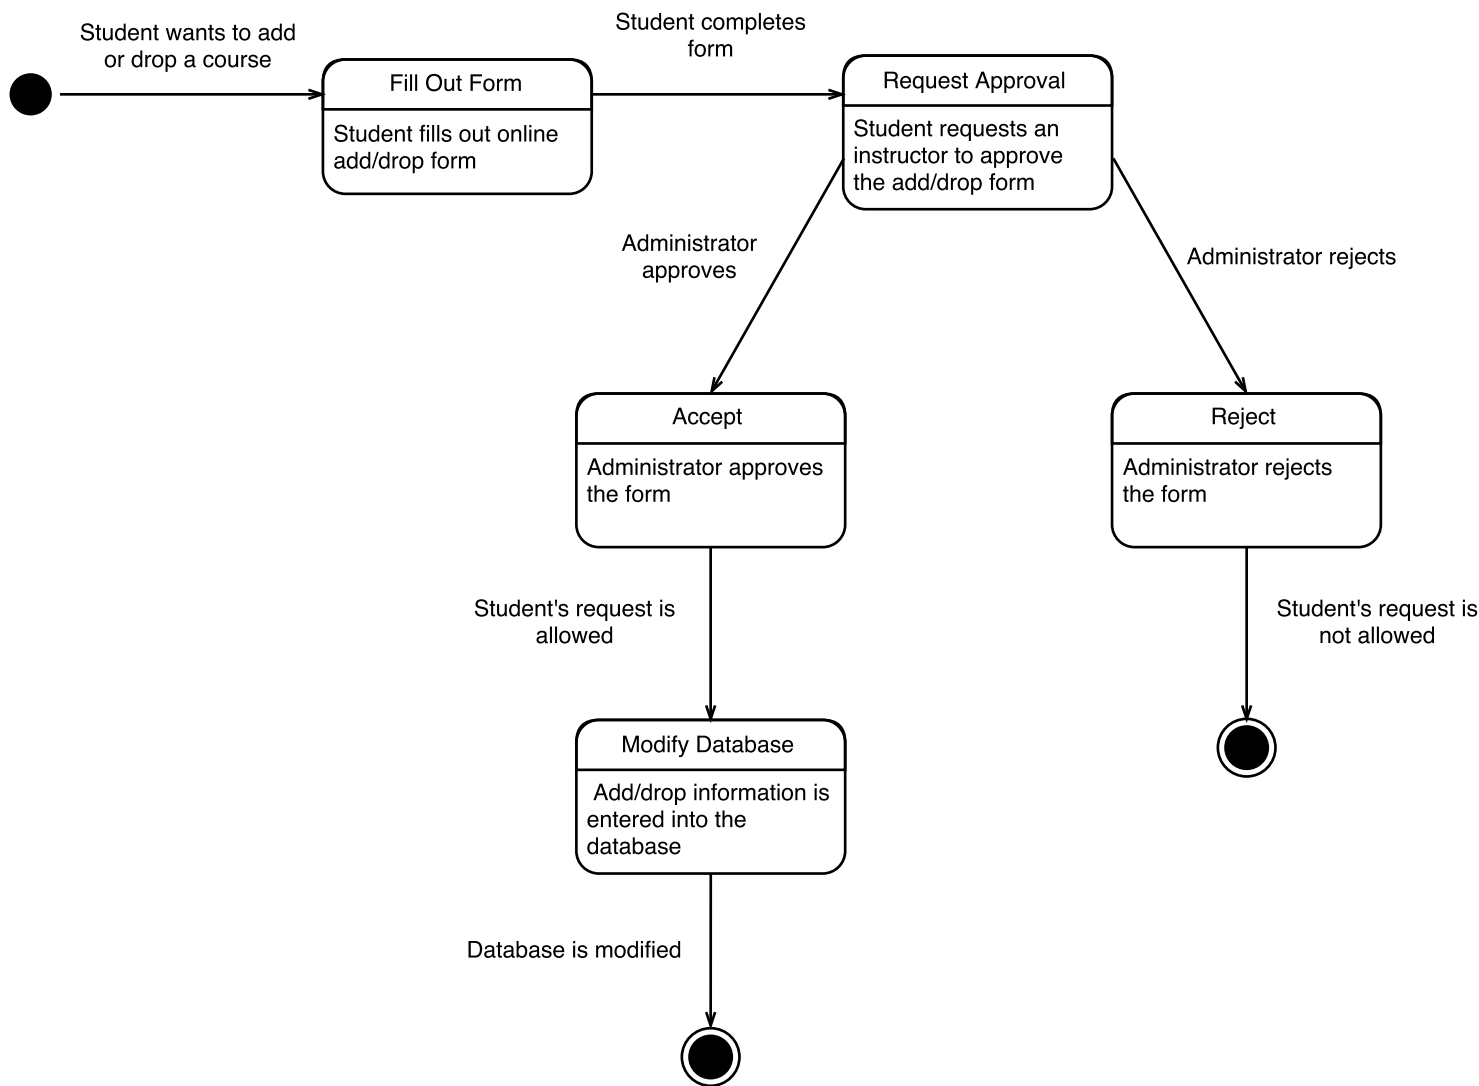 Student wants to add
or drop a course
Fill Out Form
Student fills out online
add/drop form
Student completes
form
Request Approval
Student requests an
instructor to approve
the add/drop form
Administrator
approves
Administrator rejects
Accept
Administrator approves
the form
Reject
Administrator rejects
the form
Student's request is
allowed
Student's request is
not allowed
Modify Database
Add/drop information is
entered into the
database
Database is modified